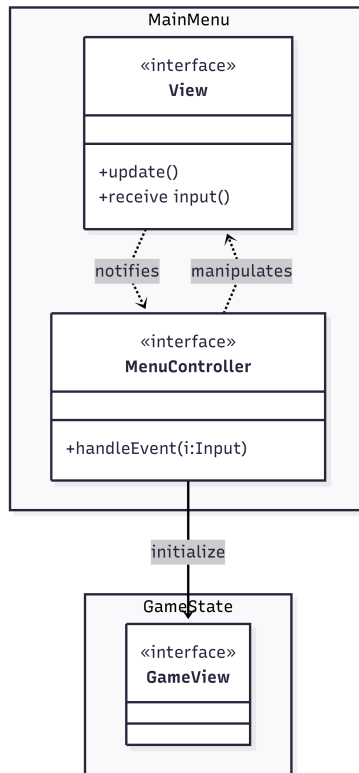 MainMenu
«interface»
View
+update()
+receive input()
notifies
manipulates
«interface»
MenuController
+handleEvent(i:Input)
initialize
GameState
«interface»
GameView